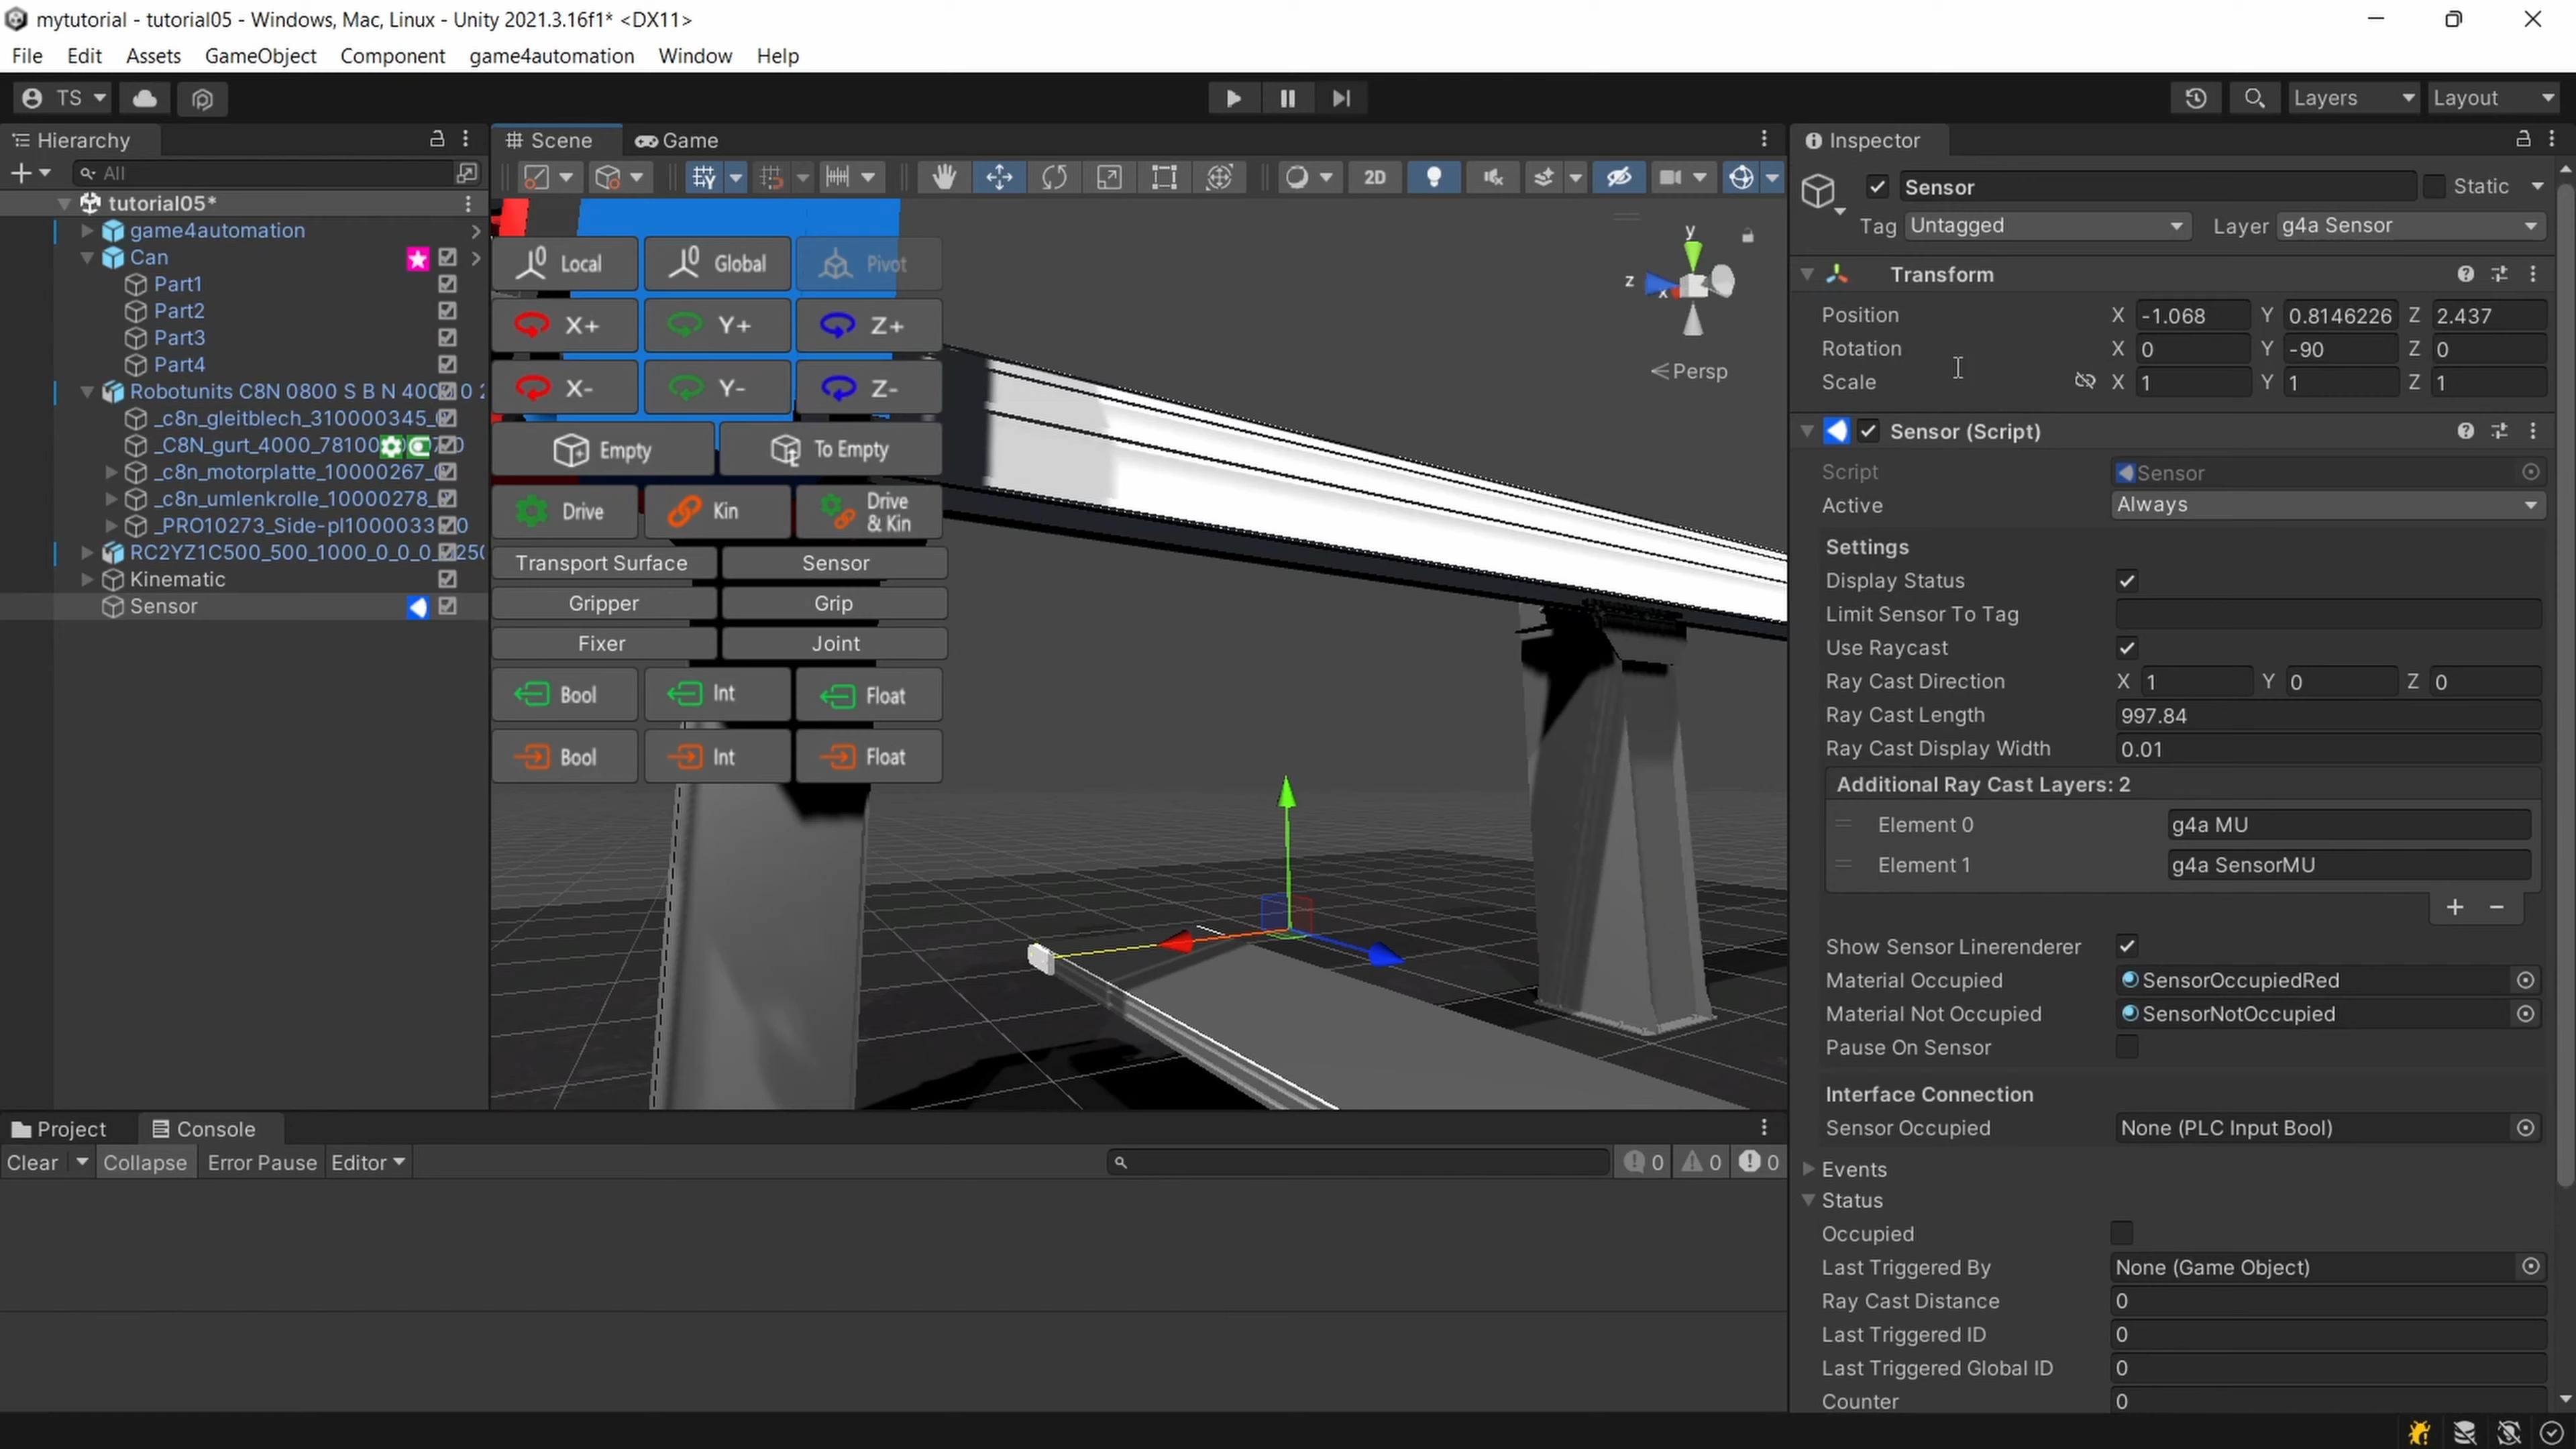 mytutorial - tutorial05 - Windows, Mac, Linux - Unity 2021.3.16f1* <DX11>
File Edit Assets GameObject Component game4automation Window Help
TS Layers Layout
Hierarchy
All
tutorial05*
game4automation
Can
Part1
Part2
Part3
Part4
Robotunits C8N 0800 S B N 400
_c8n_gleitblech_310000345_
_C8N_gurt_4000_78100
_c8n_motorplatte_10000267_
_c8n_umlenkrolle_10000278_
_PRO10273_Side-pl1000033
RC2YZ1C500_500_1000_0_0_0_
Kinematic
Sensor
Scene Game
2D
Local Global Pivot
X+ Y+ Z+
X- Y- Z-
Empty To Empty
Drive Kin Drive & Kin
Transport Surface Sensor
Gripper Grip
Fixer Joint
Bool Int Float
Bool Int Float
y
z
x
Persp
Project Console
Clear Collapse Error Pause Editor
0 0 0
Inspector
Sensor Static
Tag Untagged Layer g4a Sensor
Transform
Position X -1.068 Y 0.8146226 Z 2.437
Rotation X 0 Y -90 Z 0
Scale X 1 Y 1 Z 1
Sensor (Script)
Script Sensor
Active Always
Settings
Display Status
Limit Sensor To Tag
Use Raycast
Ray Cast Direction X 1 Y 0 Z 0
Ray Cast Length 997.84
Ray Cast Display Width 0.01
Additional Ray Cast Layers: 2
Element 0 g4a MU
Element 1 g4a SensorMU
+ -
Show Sensor Linerenderer
Material Occupied SensorOccupiedRed
Material Not Occupied SensorNotOccupied
Pause On Sensor
Interface Connection
Sensor Occupied None (PLC Input Bool)
Events
Status
Occupied
Last Triggered By None (Game Object)
Ray Cast Distance 0
Last Triggered ID 0
Last Triggered Global ID 0
Counter 0